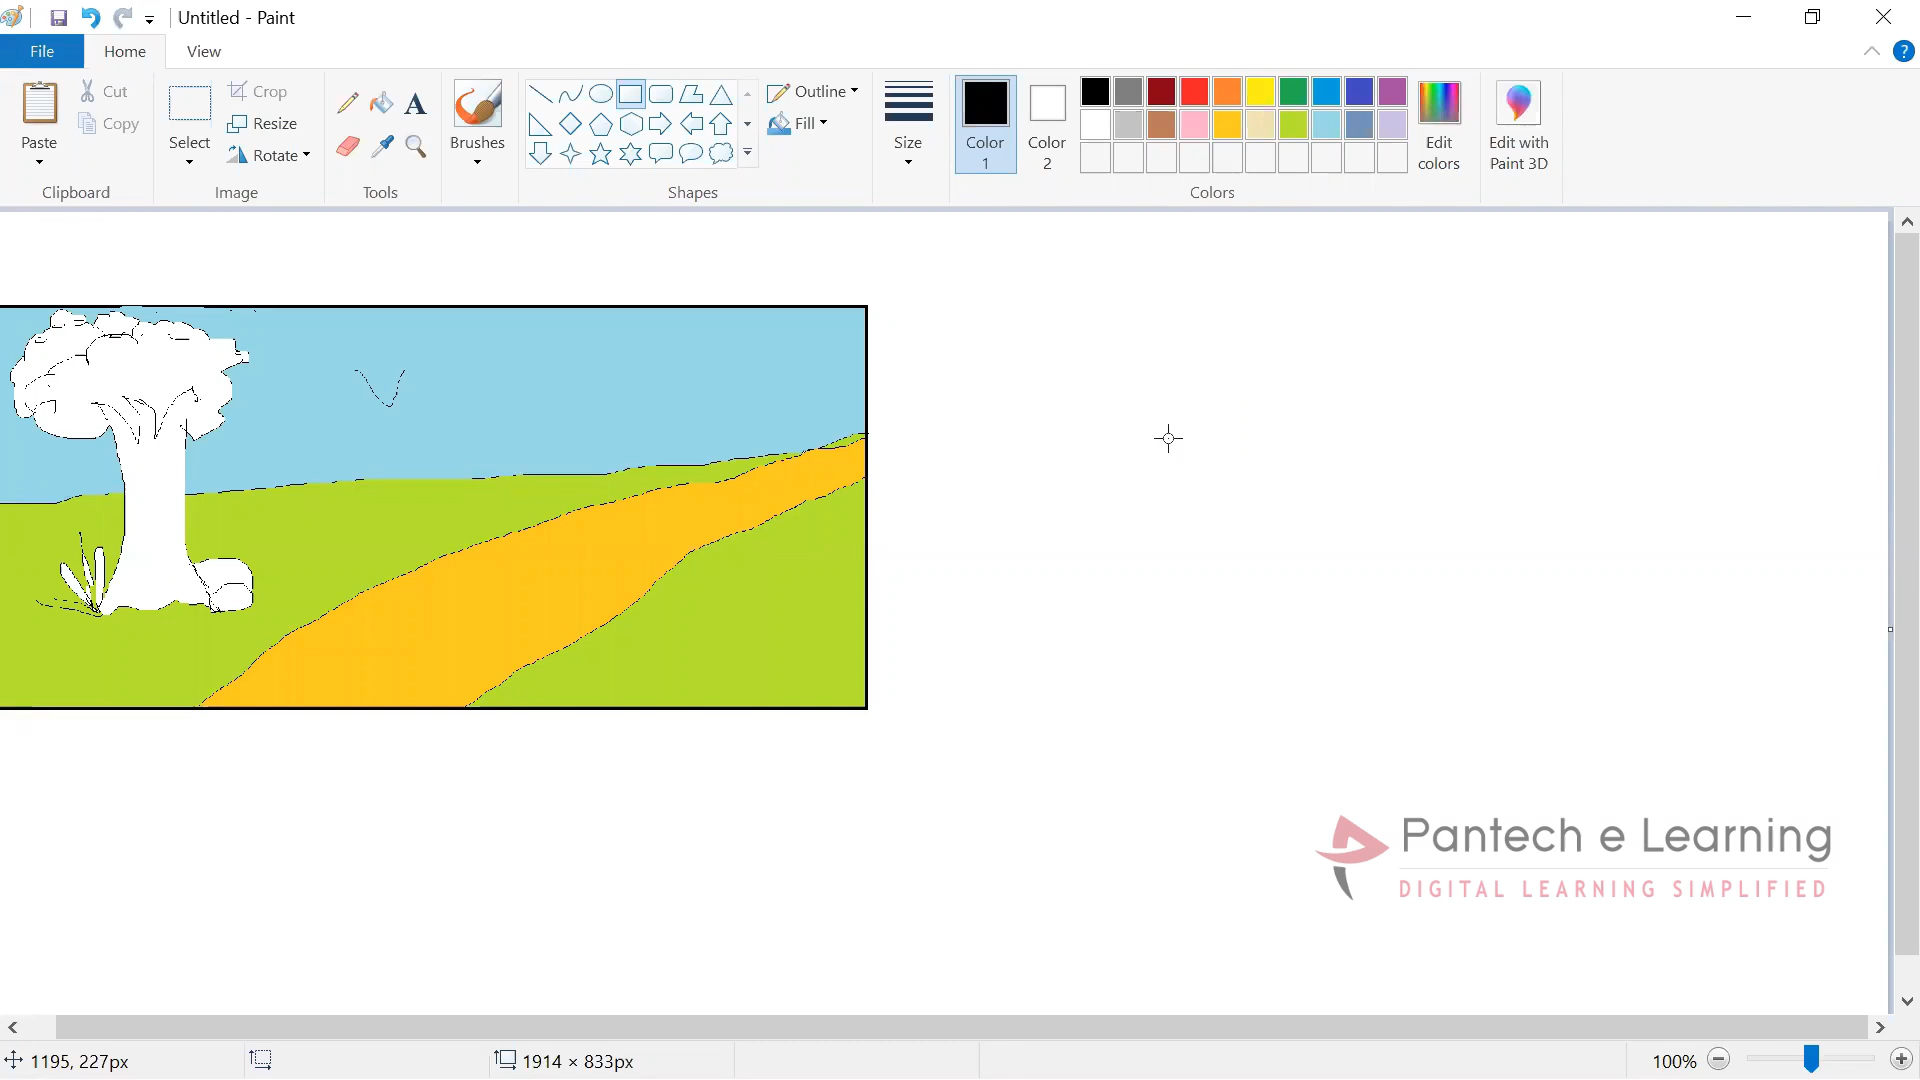 Untitled - Paint
File
Home
View
Paste
Cut
Copy
Clipboard
Select
Crop
Resize
Rotate
Image
A
Tools
Brushes
Shapes
Outline
Fill
Size
Color
1
Color
2
Colors
Edit
colors
Edit with
Paint 3D
?
Pantech e Learning
DIGITAL LEARNING SIMPLIFIED
1195, 227px
1914 × 833px
100%